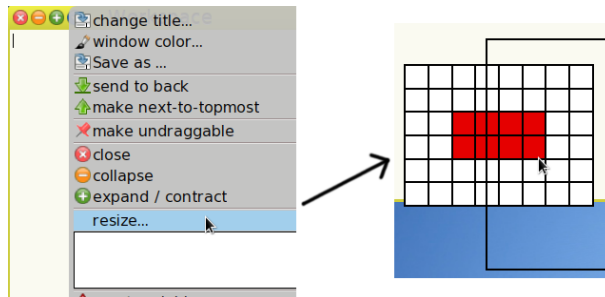 change title...
window color...
Save as ...
send to back
make next-to-topmost
make undraggable
close
collapse
expand / contract
resize...